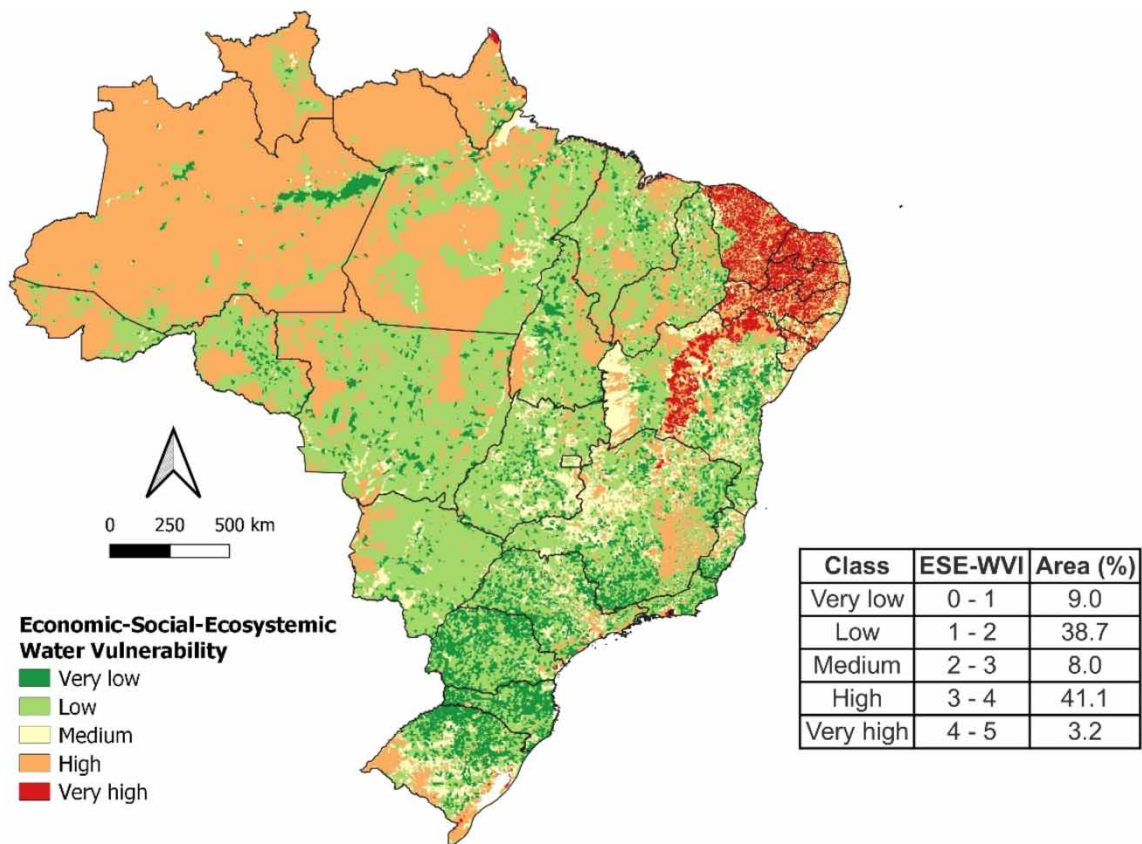 0 250 500 km
Economic-Social-Ecosystemic
Water Vulnerability
Very low
Low
Medium
High
Very high
Class ESE-WVI Area (%)
Very low 0 - 1 9.0
Low 1 - 2 38.7
Medium 2 - 3 8.0
High 3 - 4 41.1
Very high 4 - 5 3.2